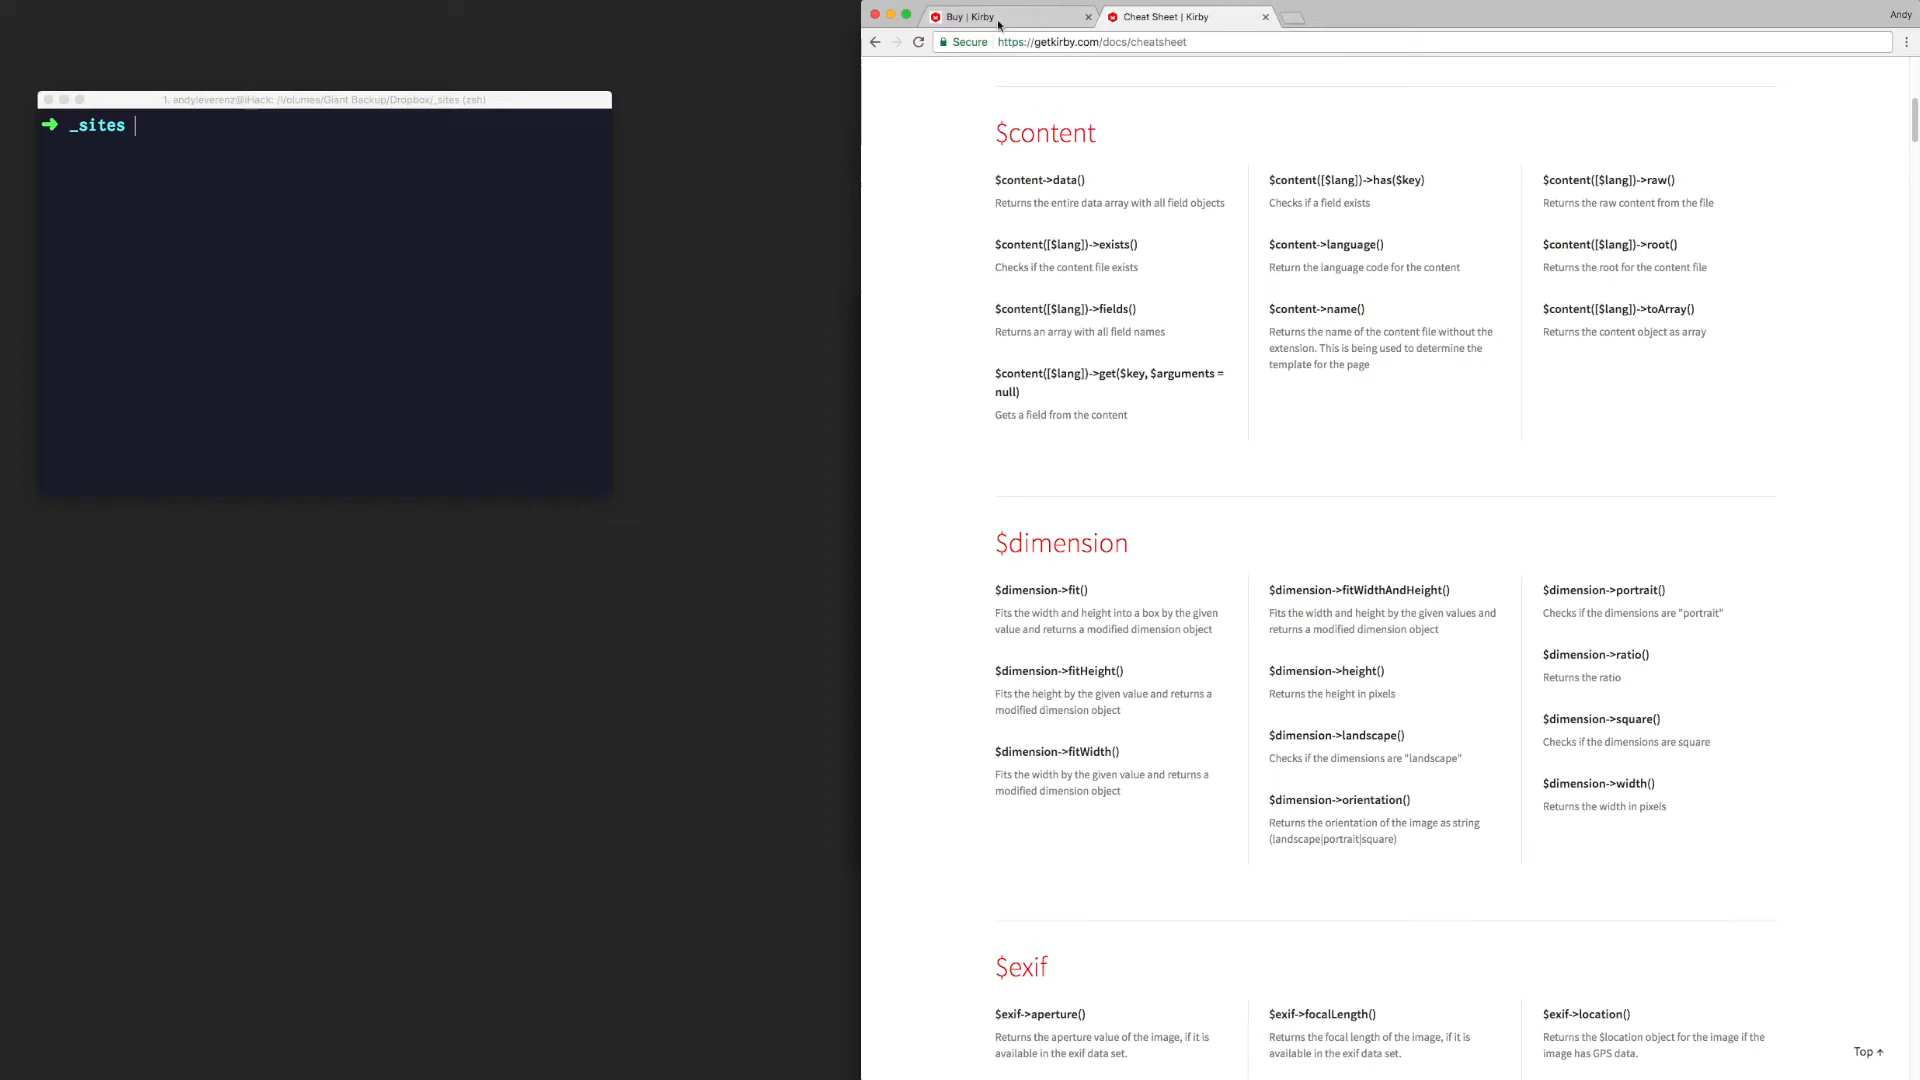 1. andyleverenz@iHack: /Volumes/Giant Backup/Dropbox/_sites (zsh)
➜ _sites
Buy | Kirby
Cheat Sheet | Kirby
Andy
Secure https://getkirby.com/docs/cheatsheet
$content
$content->data()
Returns the entire data array with all field objects
$content([$lang])->exists()
Checks if the content file exists
$content([$lang])->fields()
Returns an array with all field names
$content([$lang])->get($key, $arguments =
null)
Gets a field from the content
$content([$lang])->has($key)
Checks if a field exists
$content->language()
Return the language code for the content
$content->name()
Returns the name of the content file without the
extension. This is being used to determine the
template for the page
$content([$lang])->raw()
Returns the raw content from the file
$content([$lang])->root()
Returns the root for the content file
$content([$lang])->toArray()
Returns the content object as array
$dimension
$dimension->fit()
Fits the width and height into a box by the given
value and returns a modified dimension object
$dimension->fitHeight()
Fits the height by the given value and returns a
modified dimension object
$dimension->fitWidth()
Fits the width by the given value and returns a
modified dimension object
$dimension->fitWidthAndHeight()
Fits the width and height by the given values and
returns a modified dimension object
$dimension->height()
Returns the height in pixels
$dimension->landscape()
Checks if the dimensions are "landscape"
$dimension->orientation()
Returns the orientation of the image as string
(landscape|portrait|square)
$dimension->portrait()
Checks if the dimensions are "portrait"
$dimension->ratio()
Returns the ratio
$dimension->square()
Checks if the dimensions are square
$dimension->width()
Returns the width in pixels
$exif
$exif->aperture()
Returns the aperture value of the image, if it is
available in the exif data set.
$exif->focalLength()
Returns the focal length of the image, if it is
available in the exif data set.
$exif->location()
Returns the $location object for the image if the
image has GPS data.
Top ↑